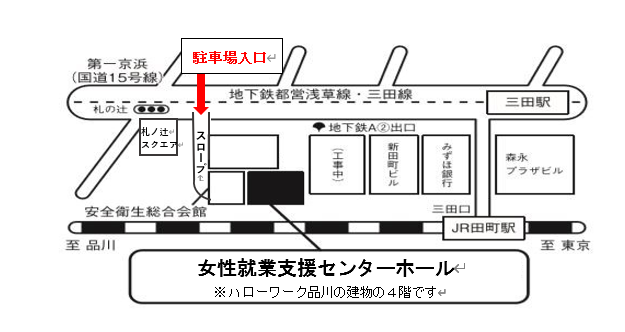 駐車場入口
第一京浜
(国道15号線)
地下鉄都営浅草線・三田線
三田駅
札の辻
札ノ辻
スクエア
スロープ
地下鉄A②出口
(工事中)
新田町ビル
みずほ銀行
森永
プラザビル
安全衛生総合会館
三田口
JR田町駅
至 品川
至 東京
女性就業支援センターホール
※ハローワーク品川の建物の4階です